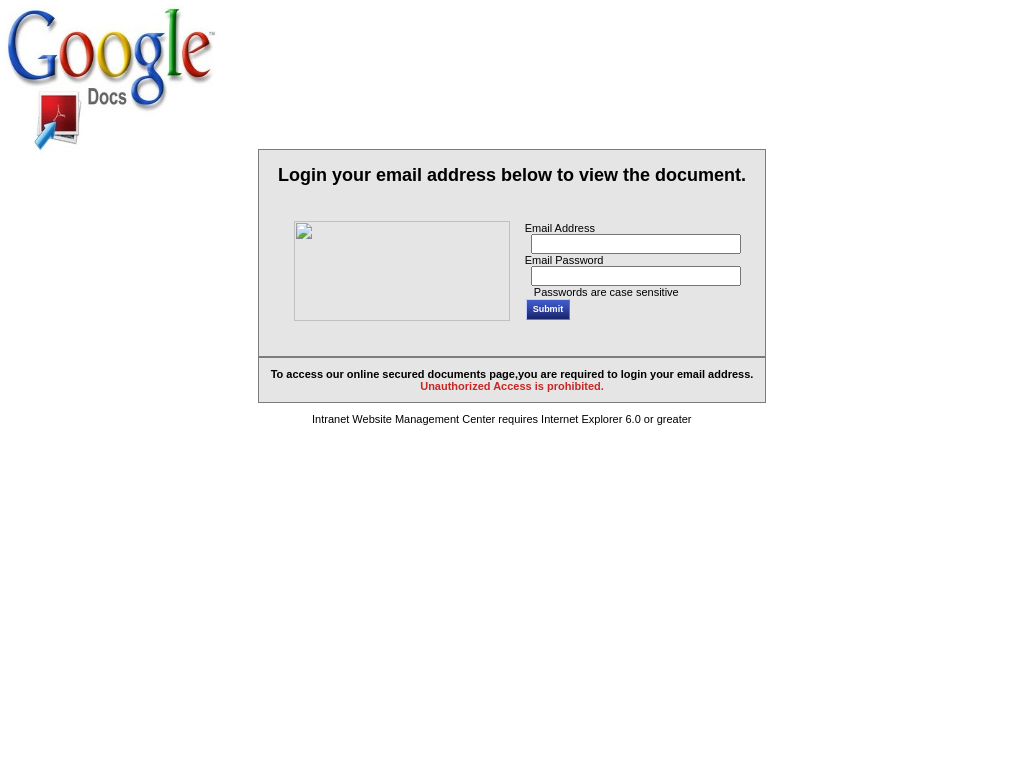 Google™
Docs
Login your email address below to view the document.
Email Address
Email Password
Passwords are case sensitive
Submit
To access our online secured documents page,you are required to login your email address.
Unauthorized Access is prohibited.
Intranet Website Management Center requires Internet Explorer 6.0 or greater